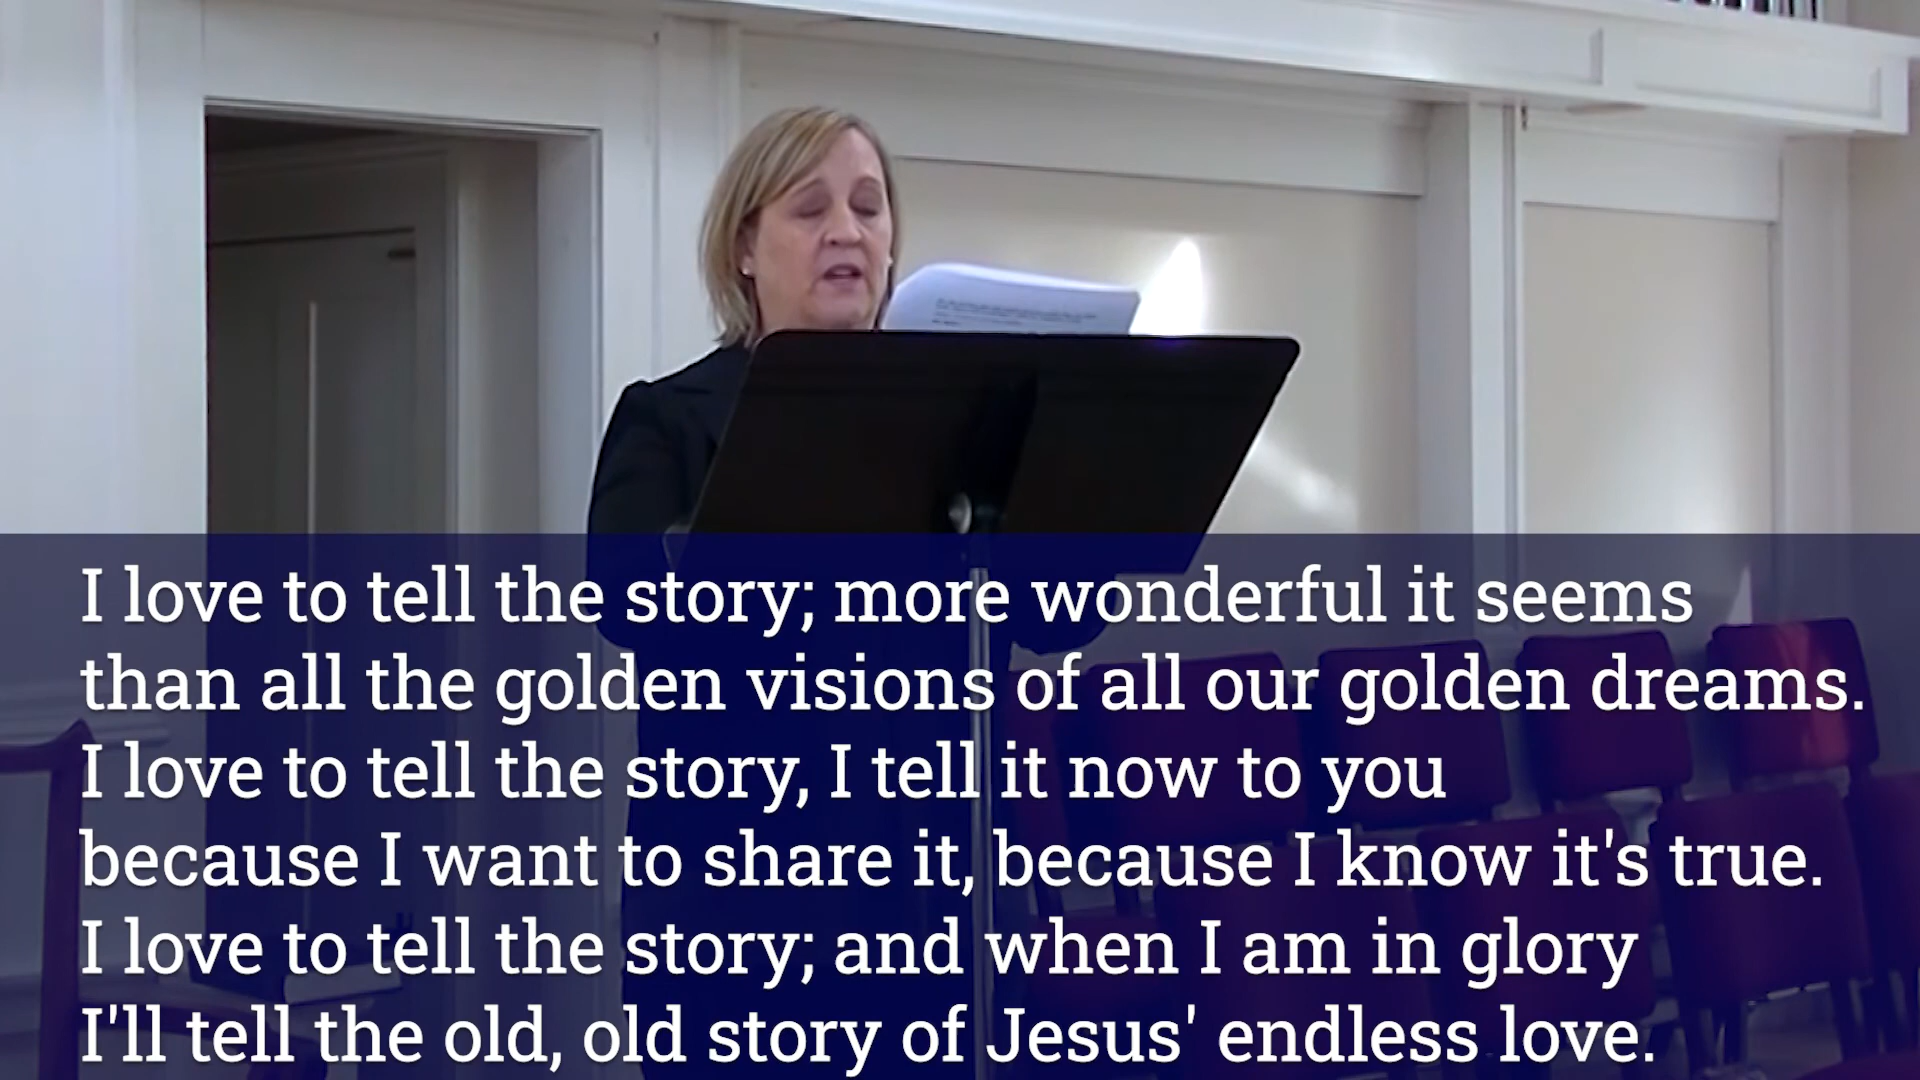 I love to tell the story; more wonderful it seems
than all the golden visions of all our golden dreams.
I love to tell the story, I tell it now to you
because I want to share it, because I know it's true.
I love to tell the story; and when I am in glory
I'll tell the old, old story of Jesus' endless love.